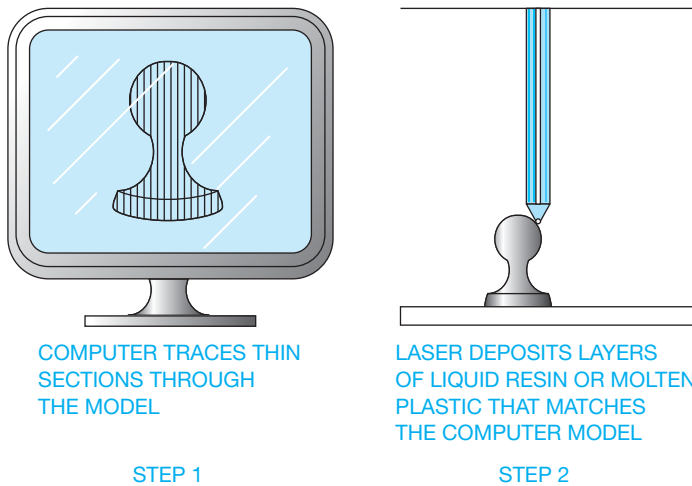 COMPUTER TRACES THIN
SECTIONS THROUGH
THE MODEL
STEP 1
LASER DEPOSITS LAYERS
OF LIQUID RESIN OR MOLTEN
PLASTIC THAT MATCHES
THE COMPUTER MODEL
STEP 2